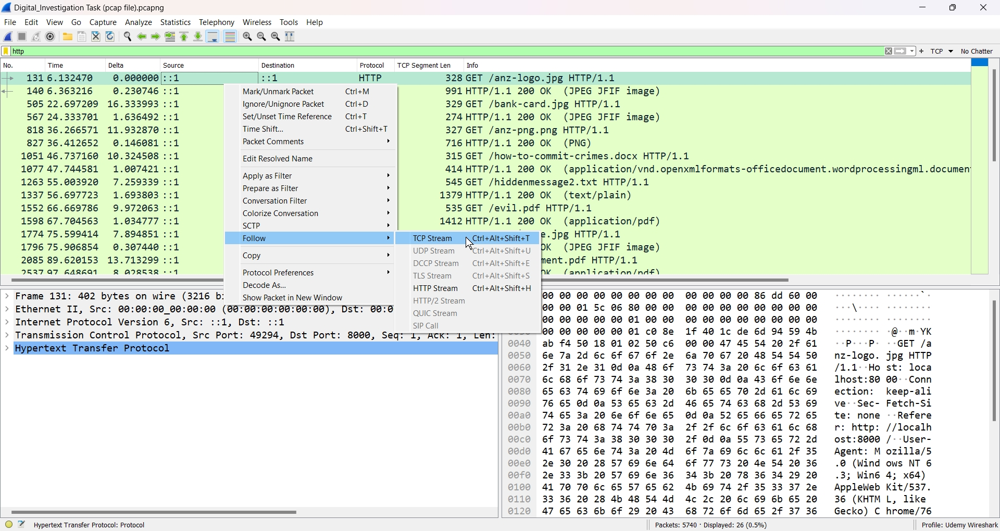 Digital_Investigation Task (pcap file).pcapng
File Edit View Go Capture Analyze Statistics Telephony Wireless Tools Help
http + TCP No Chatter
No. Time Delta Source Destination Protocol TCP Segment Len Info
131 6.132470 0.000000 ::1 ::1 HTTP 328 GET /anz-logo.jpg HTTP/1.1
140 6.363216 0.230746 ::1 991 HTTP/1.1 200 OK (JPEG JFIF image)
505 22.697209 16.333993 ::1 329 GET /bank-card.jpg HTTP/1.1
567 24.333701 1.636492 ::1 274 HTTP/1.1 200 OK (JPEG JFIF image)
818 36.266571 11.932870 ::1 327 GET /anz-png.png HTTP/1.1
827 36.412652 0.146081 ::1 716 HTTP/1.1 200 OK (PNG)
1051 46.737160 10.324508 ::1 315 GET /how-to-commit-crimes.docx HTTP/1.1
1077 47.744581 1.007421 ::1 414 HTTP/1.1 200 OK (application/vnd.openxmlformats-officedocument.wordprocessingml.documen
1263 55.003920 7.259339 ::1 545 GET /hiddenmessage2.txt HTTP/1.1
1337 56.697723 1.693803 ::1 1379 HTTP/1.1 200 OK (text/plain)
1552 66.669786 9.972063 ::1 535 GET /evil.pdf HTTP/1.1
1598 67.704563 1.034777 ::1 1412 HTTP/1.1 200 OK (application/pdf)
1774 75.599414 7.894851 ::1 e.jpg HTTP/1.1
1796 75.906854 0.307440 ::1 OK (JPEG JFIF image)
2085 89.620153 13.713299 ::1 ment.pdf HTTP/1.1
2537 97.648691 8.028538 ::1 OK (application/pdf)
Mark/Unmark Packet Ctrl+M
Ignore/Unignore Packet Ctrl+D
Set/Unset Time Reference Ctrl+T
Time Shift... Ctrl+Shift+T
Packet Comments
Edit Resolved Name
Apply as Filter
Prepare as Filter
Conversation Filter
Colorize Conversation
SCTP
Follow
Copy
Protocol Preferences
Decode As...
Show Packet in New Window
TCP Stream Ctrl+Alt+Shift+T
UDP Stream Ctrl+Alt+Shift+U
DCCP Stream Ctrl+Alt+Shift+E
TLS Stream Ctrl+Alt+Shift+S
HTTP Stream Ctrl+Alt+Shift+H
HTTP/2 Stream
QUIC Stream
SIP Call
Frame 131: 402 bytes on wire (3216 bi
Ethernet II, Src: 00:00:00_00:00:00 (00:00:00:00:00:00), Dst: 00:0
Internet Protocol Version 6, Src: ::1, Dst: ::1
Transmission Control Protocol, Src Port: 49294, Dst Port: 8000, Seq: 1, Ack: 1, Len:
Hypertext Transfer Protocol
00 00 00 00 00 00 00 00 00 00 00 00 86 dd 60 00 ········ ······`·
00 00 01 5c 06 80 00 00 00 00 00 00 00 00 00 00 ···\···· ········
00 00 00 00 00 01 00 00 00 00 00 00 00 00 00 00 ········ ········
00 00 00 00 00 01 c0 8e 1f 40 1c de 6d 94 59 4b ········ ·@··m·YK
0040 ab f4 50 18 01 02 50 c6 00 00 47 45 54 20 2f 61 ··P···P· ··GET /a
0050 6e 7a 2d 6c 6f 67 6f 2e 6a 70 67 20 48 54 54 50 nz-logo. jpg HTTP
0060 2f 31 2e 31 0d 0a 48 6f 73 74 3a 20 6c 6f 63 61 /1.1··Ho st: loca
0070 6c 68 6f 73 74 3a 38 30 30 30 0d 0a 43 6f 6e 6e lhost:80 00··Conn
0080 65 63 74 69 6f 6e 3a 20 6b 65 65 70 2d 61 6c 69 ection: keep-ali
0090 76 65 0d 0a 53 65 63 2d 46 65 74 63 68 2d 53 69 ve··Sec- Fetch-Si
00a0 74 65 3a 20 6e 6f 6e 65 0d 0a 52 65 66 65 72 65 te: none ··Refere
00b0 72 3a 20 68 74 74 70 3a 2f 2f 6c 6f 63 61 6c 68 r: http: //localh
00c0 6f 73 74 3a 38 30 30 30 2f 0d 0a 55 73 65 72 2d ost:8000 /··User-
00d0 41 67 65 6e 74 3a 20 4d 6f 7a 69 6c 6c 61 2f 35 Agent: M ozilla/5
00e0 2e 30 20 28 57 69 6e 64 6f 77 73 20 4e 54 20 36 .0 (Wind ows NT 6
00f0 2e 33 3b 20 57 69 6e 36 34 3b 20 78 36 34 29 20 .3; Win6 4; x64)
0100 41 70 70 6c 65 57 65 62 4b 69 74 2f 35 33 37 2e AppleWeb Kit/537.
0110 33 36 20 28 4b 48 54 4d 4c 2c 20 6c 69 6b 65 20 36 (KHTM L, like
0120 47 65 63 6b 6f 29 20 43 68 72 6f 6d 65 2f 37 36 Gecko) C hrome/76
Hypertext Transfer Protocol: Protocol
Packets: 5740 · Displayed: 26 (0.5%)
Profile: Udemy Wireshark